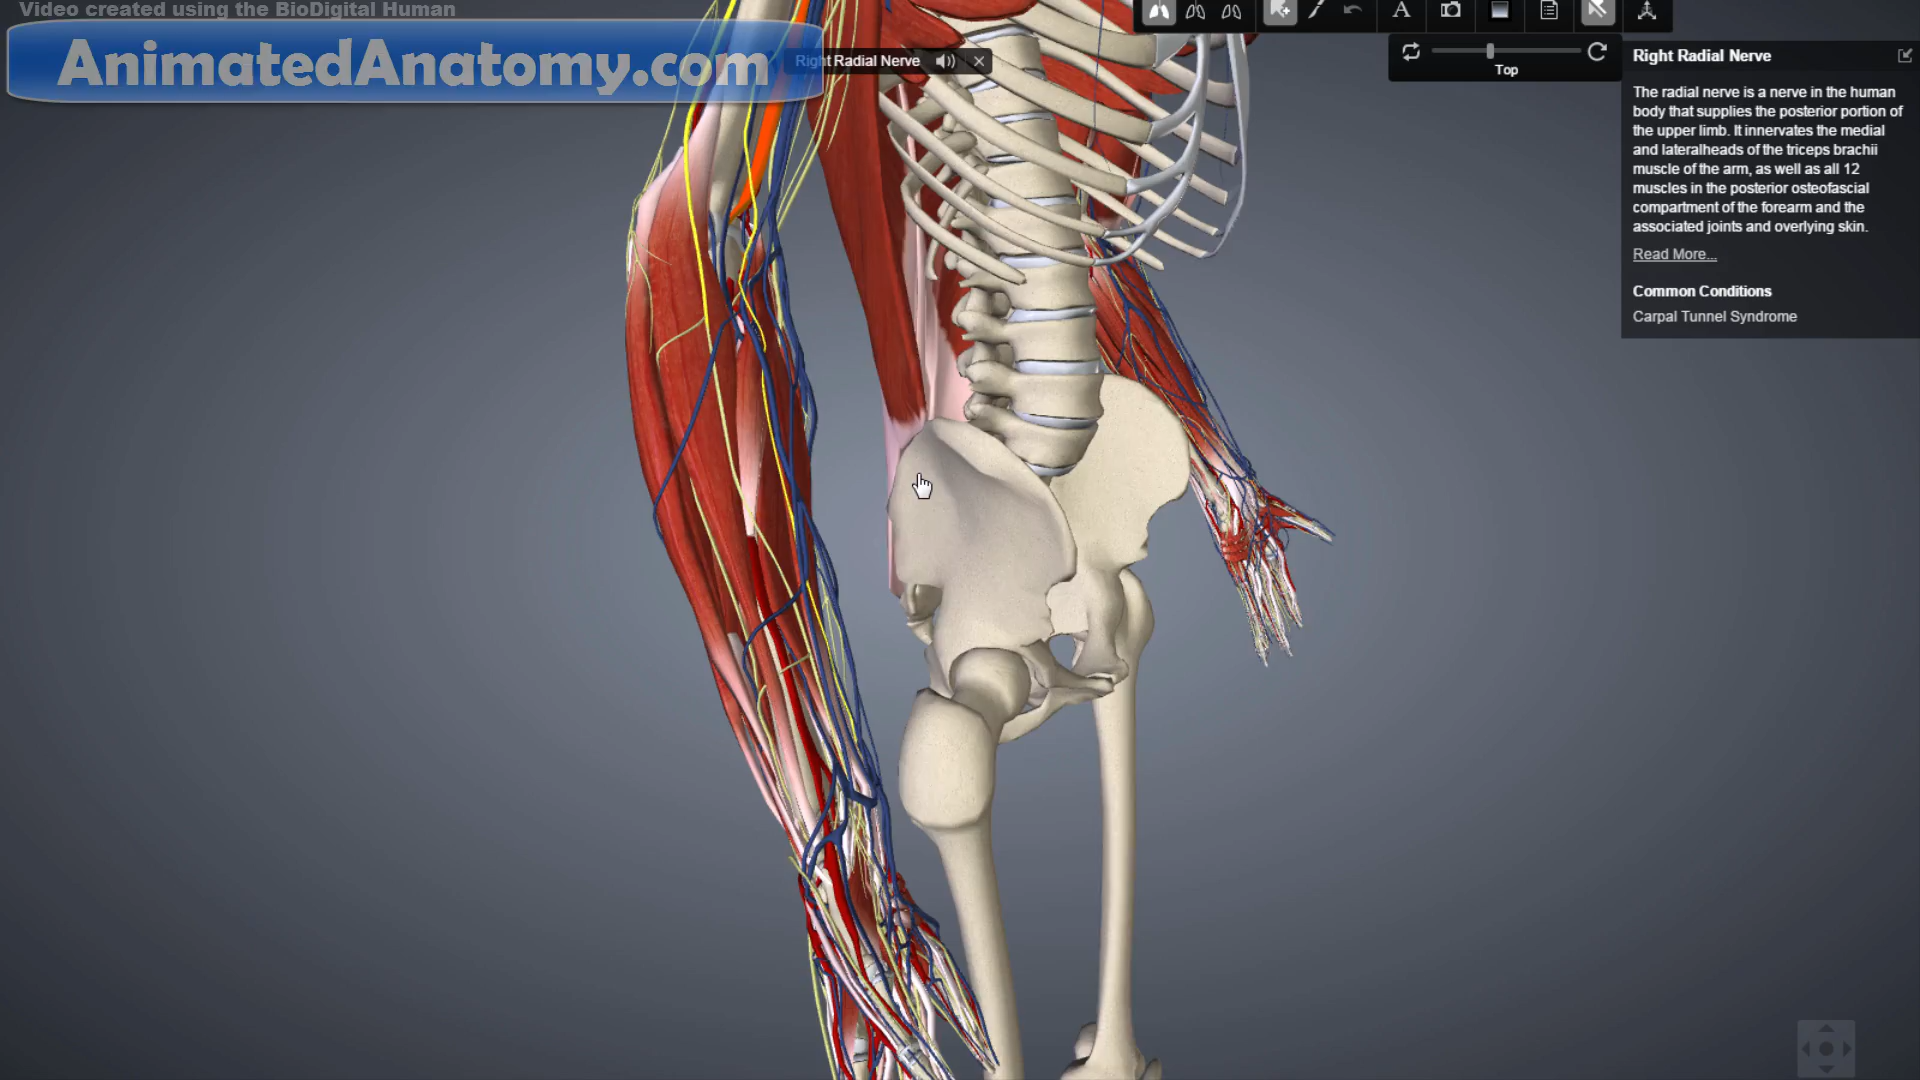 Video created using the BioDigital Human
AnimatedAnatomy.com
Right Radial Nerve
A
Top
Right Radial Nerve
The radial nerve is a nerve in the human
body that supplies the posterior portion of
the upper limb. It innervates the medial
and lateralheads of the triceps brachii
muscle of the arm, as well as all 12
muscles in the posterior osteofascial
compartment of the forearm and the
associated joints and overlying skin.
Read More...
Common Conditions
Carpal Tunnel Syndrome